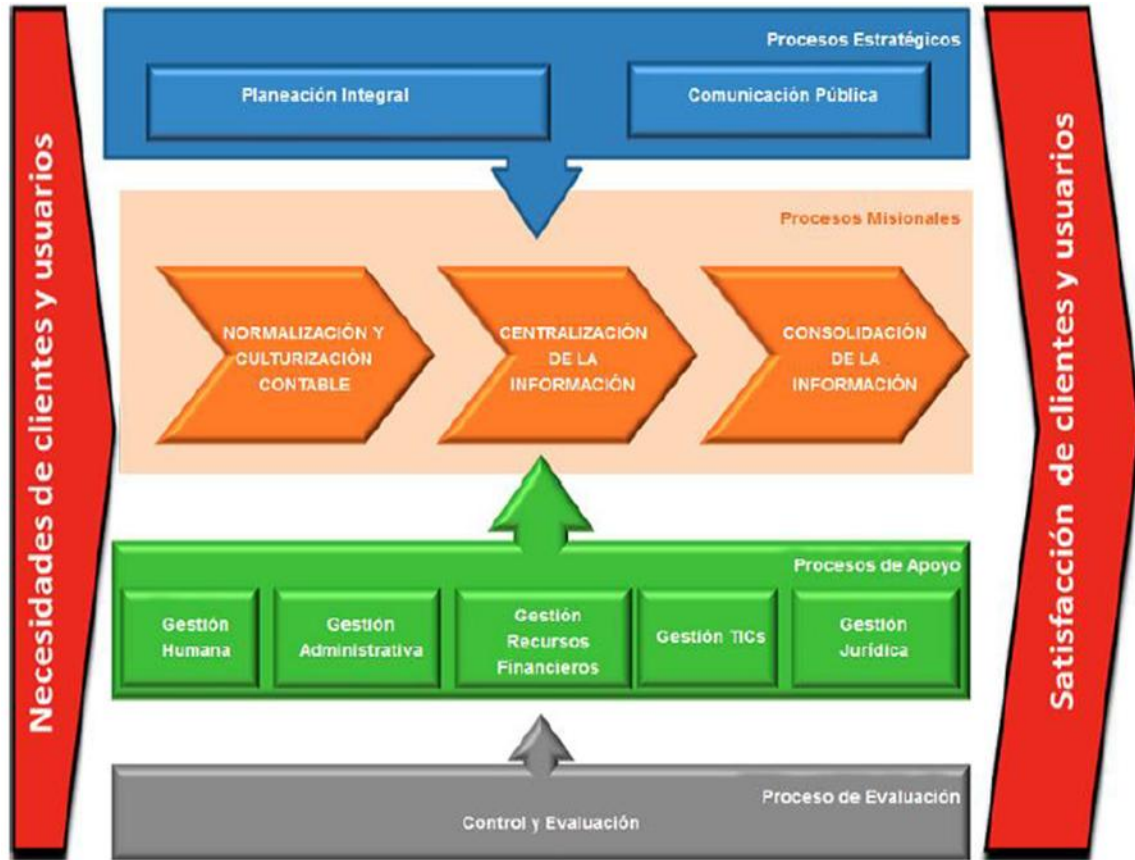 Necesidades de clientes y usuarios
Procesos Estratégicos
Planeación Integral
Comunicación Pública
Procesos Misionales
NORMALIZACIÓN Y
CULTURIZACIÓN
CONTABLE
CENTRALIZACIÓN
DE LA
INFORMACIÓN
CONSOLIDACIÓN
DE LA
INFORMACIÓN
Procesos de Apoyo
Gestión
Humana
Gestión
Administrativa
Gestión
Recursos
Financieros
Gestión TICs
Gestión
Jurídica
Proceso de Evaluación
Control y Evaluación
Satisfacción de clientes y usuarios